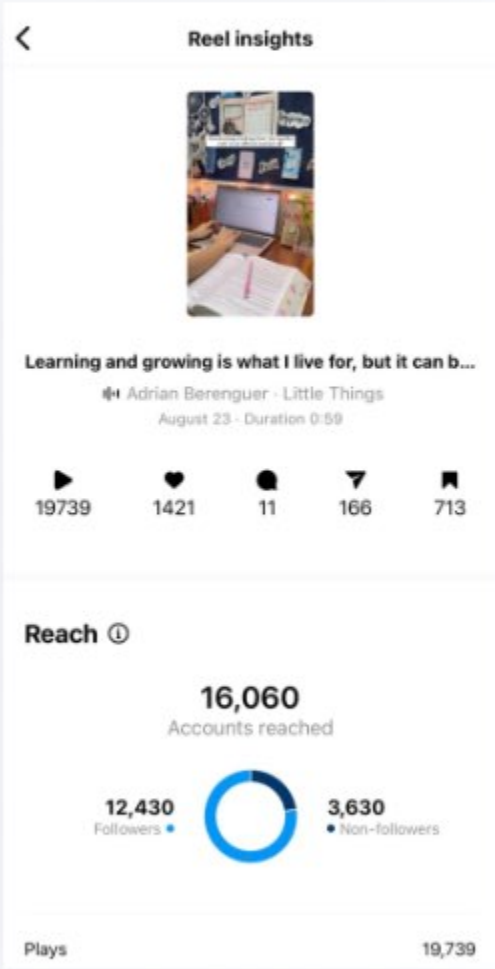 Reel insights
Learning and growing is what I live for, but it can b...
Adrian Berenguer · Little Things
August 23 · Duration 0:59
19739 1421 11 166 713
Reach
16,060
Accounts reached
12,430 3,630
Followers Non-followers
Plays 19,739